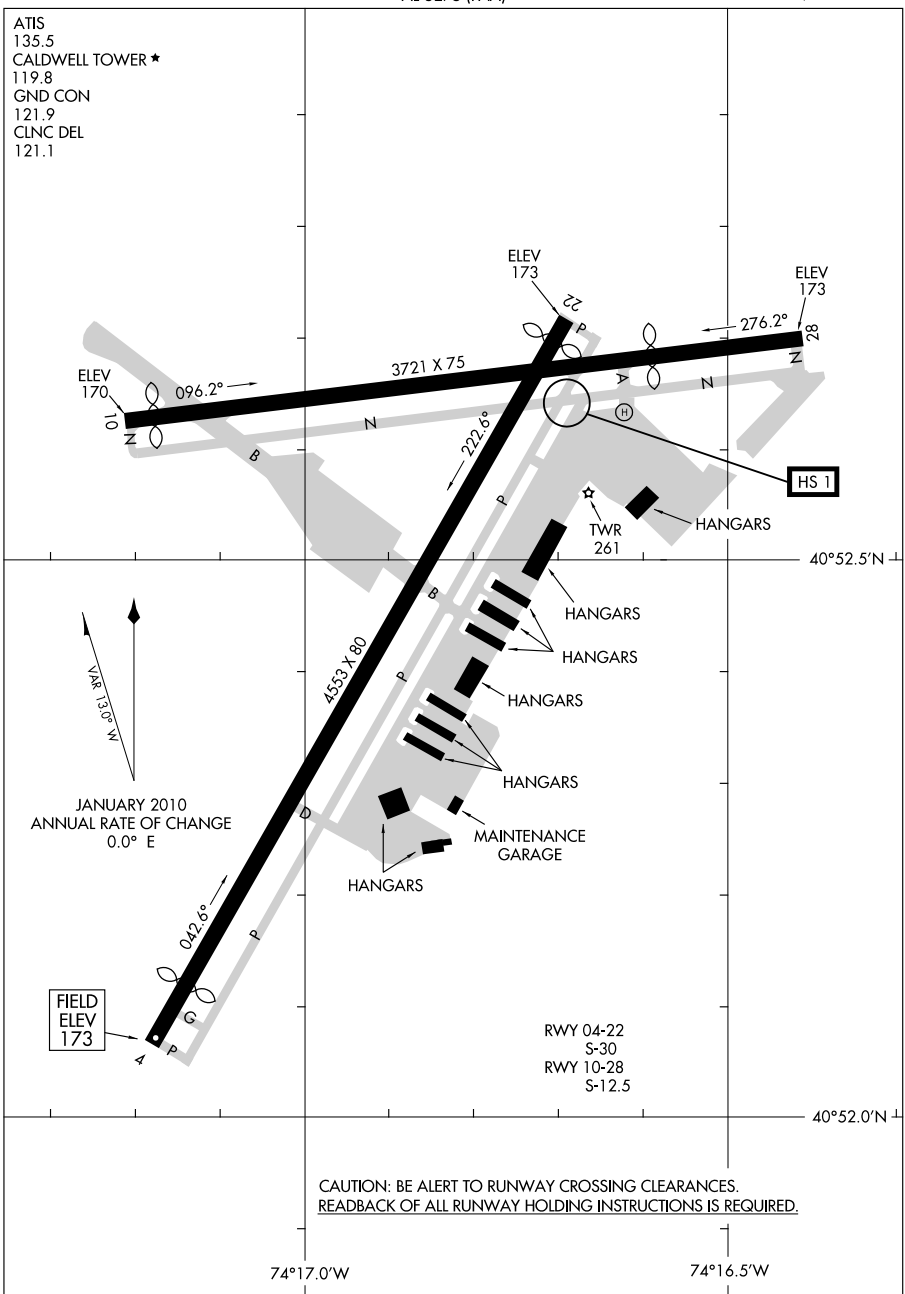 ATIS
135.5
CALDWELL TOWER ★
119.8
GND CON
121.9
CLNC DEL
121.1
ELEV
173
22
P
ELEV
173
28
276.2°
3721 X 75
096.2°
ELEV
170
10
N
N
N
N
A
H
B
222.6°
HS 1
P
HANGARS
TWR
261
40°52.5'N
B
HANGARS
HANGARS
4553 X 80
P
HANGARS
VAR 13.0° W
HANGARS
JANUARY 2010
ANNUAL RATE OF CHANGE
0.0° E
D
MAINTENANCE
GARAGE
HANGARS
042.6°
P
FIELD
ELEV
173
G
4
P
RWY 04-22
S-30
RWY 10-28
S-12.5
40°52.0'N
CAUTION: BE ALERT TO RUNWAY CROSSING CLEARANCES.
READBACK OF ALL RUNWAY HOLDING INSTRUCTIONS IS REQUIRED.
74°17.0'W
74°16.5'W